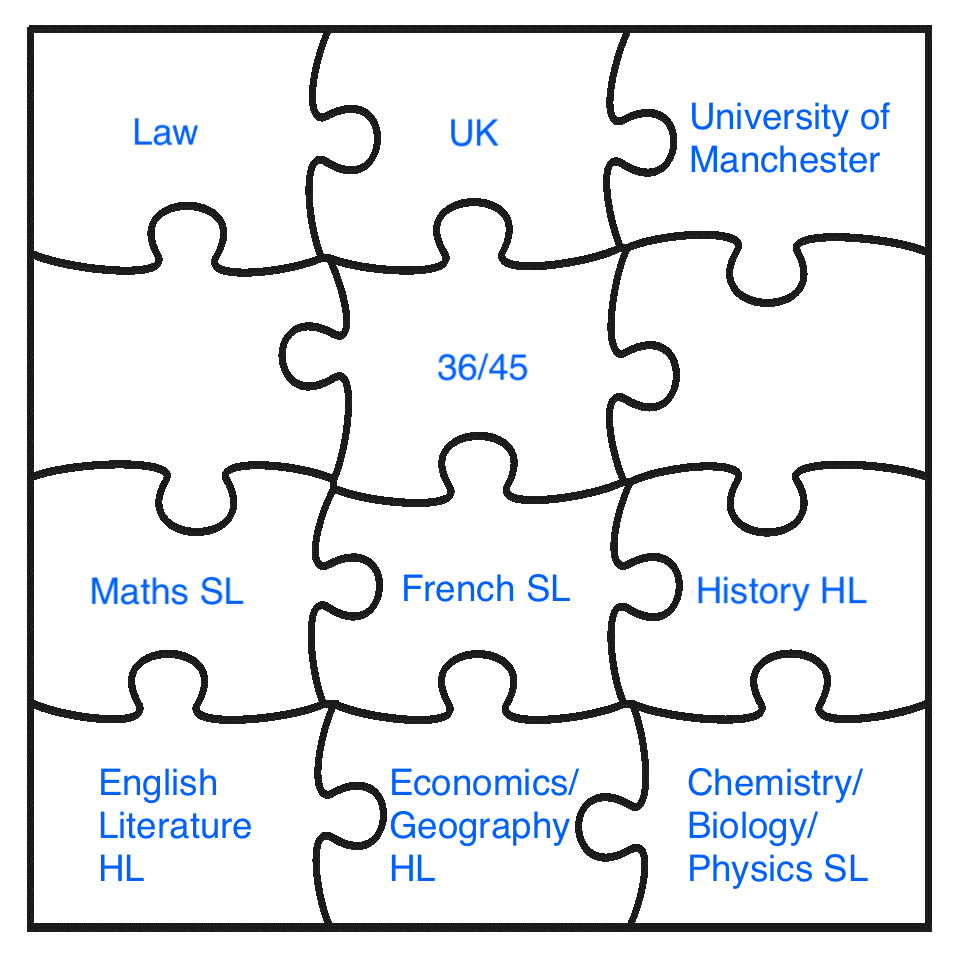 Law
UK
University of
Manchester
36/45
Maths SL
French SL
History HL
English
Literature
HL
Economics/
Geography
HL
Chemistry/
Biology/
Physics SL